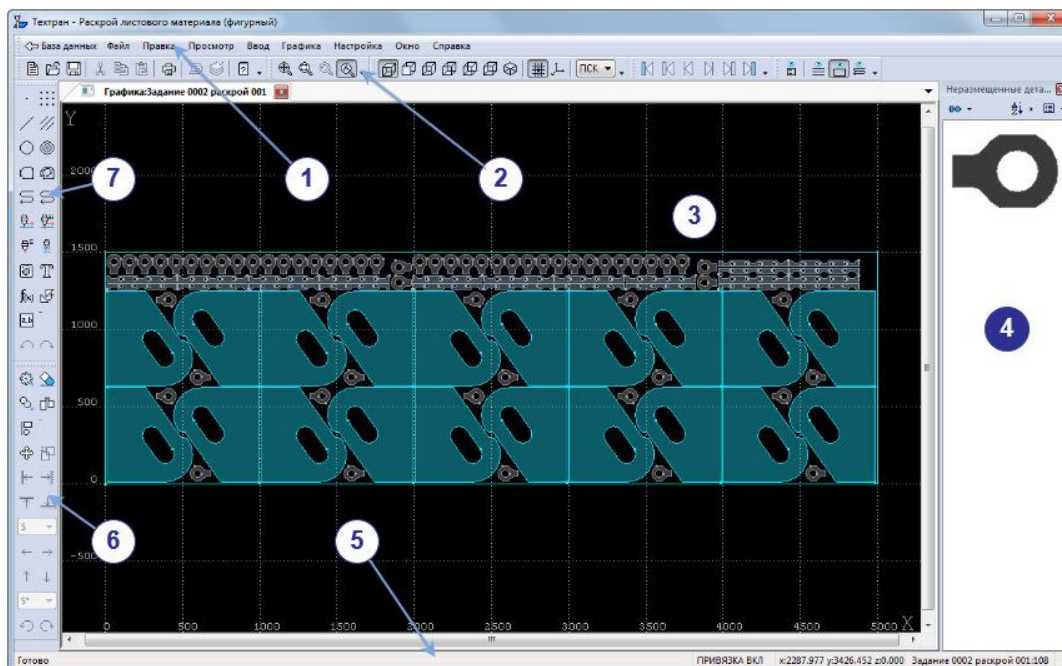 Техтран - Раскрой листового материала (фигурный)
База данных Файл Правка Просмотр Ввод Графика Настройка Окно Справка
ПСК
Графика:Задание 0002 раскрой 001
Неразмещенные дета...
Y
2000
7
1
2
3
1500
f(x)
a.b
1000
4
500
0
6
5
S
-500
5°
0 500 1000 1500 2000 2500 3000 3500 4000 4500 5000 X
Готово
ПРИВЯЗКА ВКЛ x:2287.977 y:3426.452 z:0.000 Задание 0002 раскрой 001:108